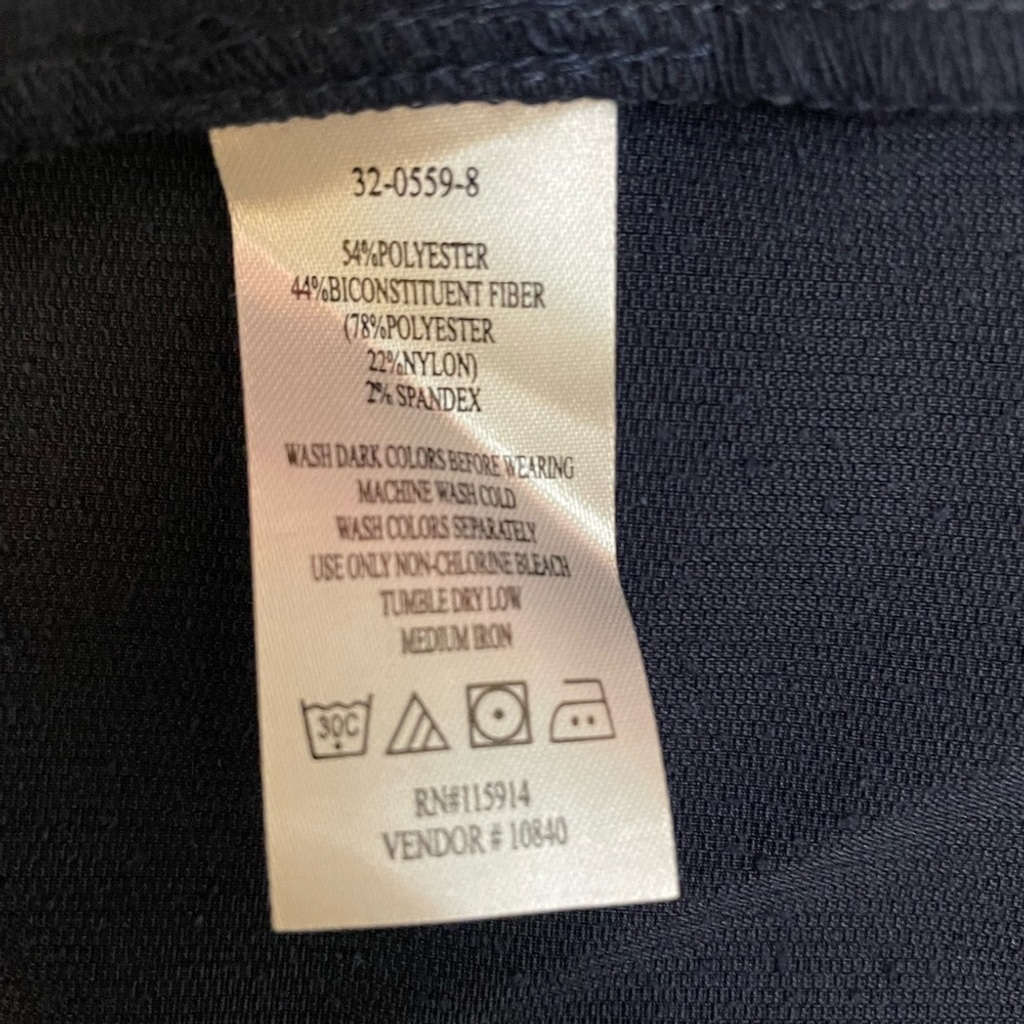 32-0559-8
54%POLYESTER
44%BICONSTITUENT FIBER
(78%POLYESTER
22%NYLON)
2% SPANDEX
WASH DARK COLORS BEFORE WEARING
MACHINE WASH COLD
WASH COLORS SEPARATELY
USE ONLY NON-CHLORINE BLEACH
TUMBLE DRY LOW
MEDIUM IRON
30C
RN#115914
VENDOR # 10840